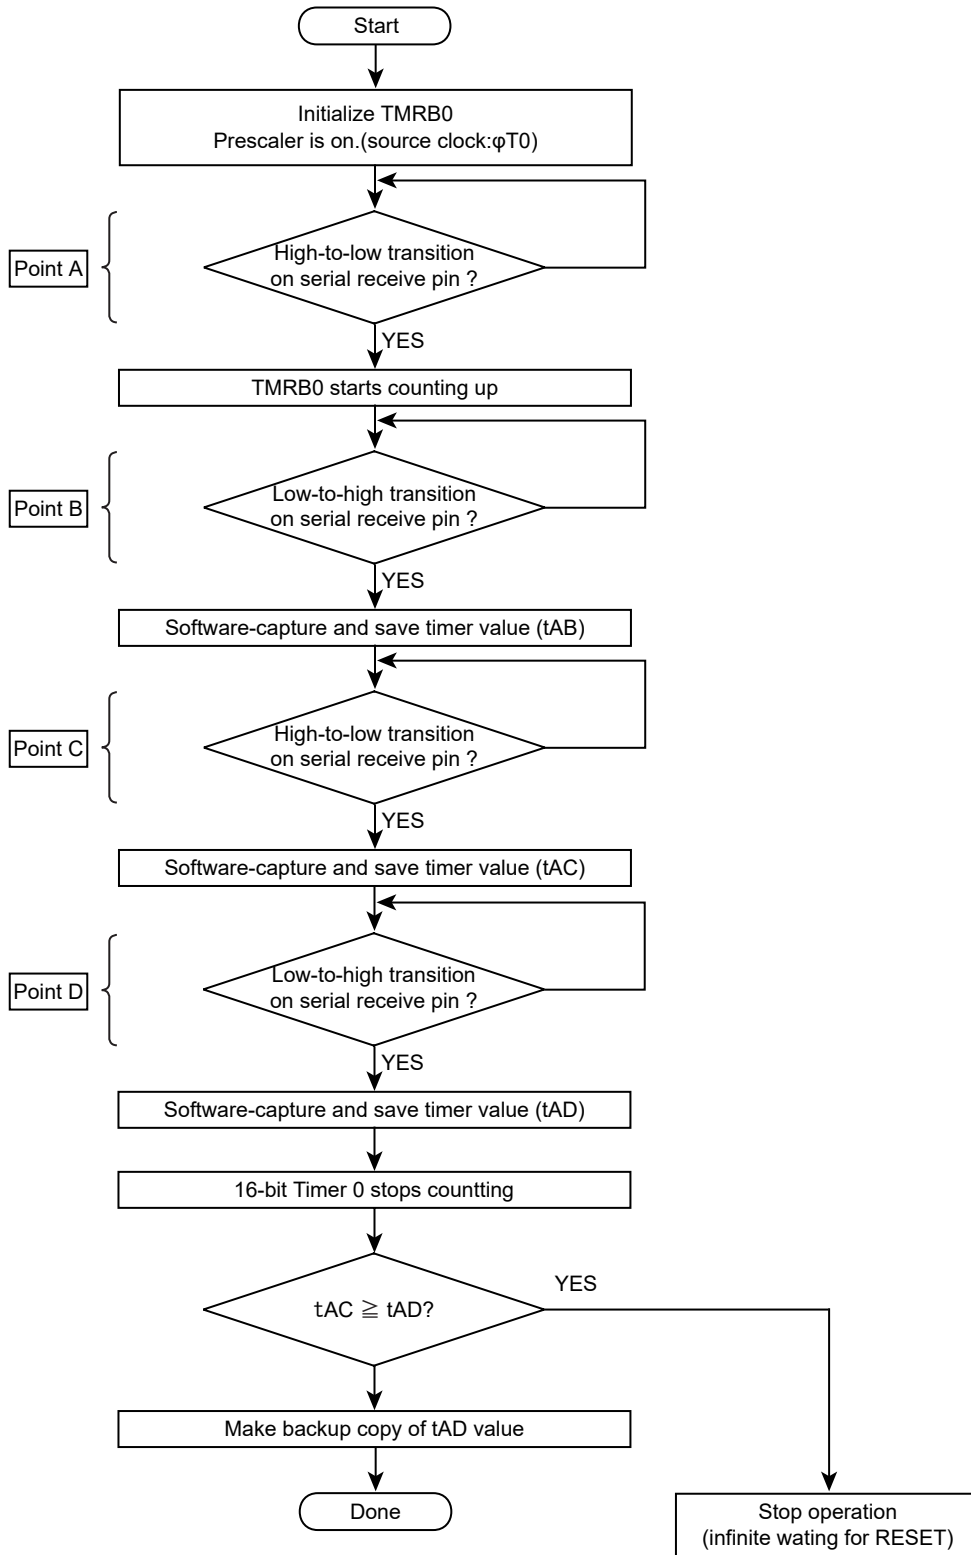 Start
Initialize TMRB0
Prescaler is on.(source clock:φT0)
Point A
High-to-low transition
on serial receive pin ?
YES
TMRB0 starts counting up
Point B
Low-to-high transition
on serial receive pin ?
YES
Software-capture and save timer value (tAB)
Point C
High-to-low transition
on serial receive pin ?
YES
Software-capture and save timer value (tAC)
Point D
Low-to-high transition
on serial receive pin ?
YES
Software-capture and save timer value (tAD)
16-bit Timer 0 stops countting
tAC ≧ tAD?
YES
Make backup copy of tAD value
Done
Stop operation
(infinite wating for RESET)